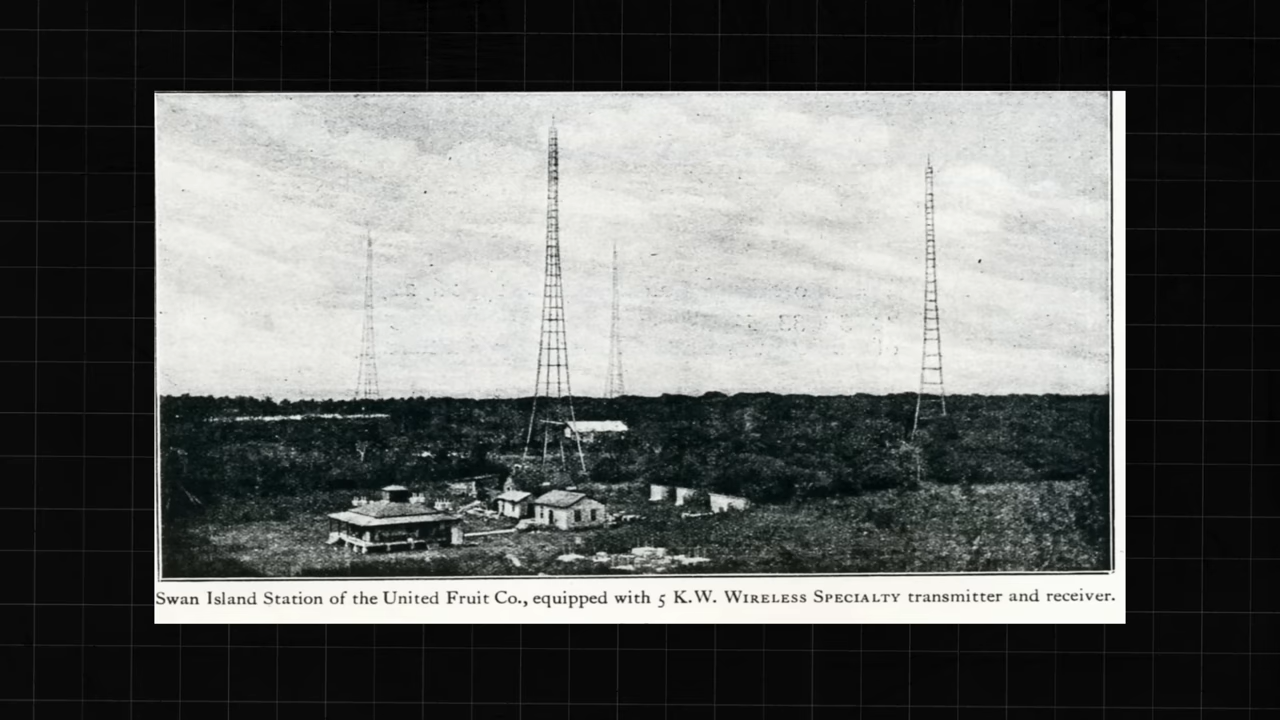 Swan Island Station of the United Fruit Co., equipped with 5 K.W. WIRELESS SPECIALTY transmitter and receiver.